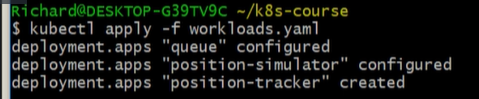 Richard@DESKTOP-G39TV9C ~/k8s-course
$ kubectl apply -f workloads.yaml
deployment.apps "queue" configured
deployment.apps "position-simulator" configured
deployment.apps "position-tracker" created